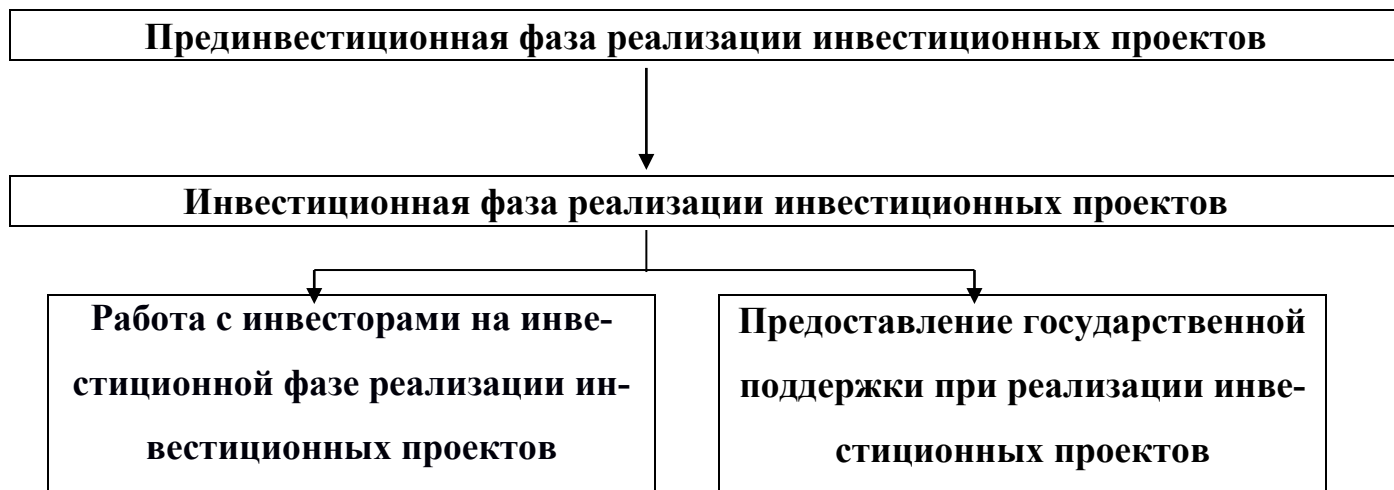 Прединвестиционная фаза реализации инвестиционных проектов
Инвестиционная фаза реализации инвестиционных проектов
Работа с инвесторами на инве-
стиционной фазе реализации ин-
вестиционных проектов
Предоставление государственной
поддержки при реализации инве-
стиционных проектов